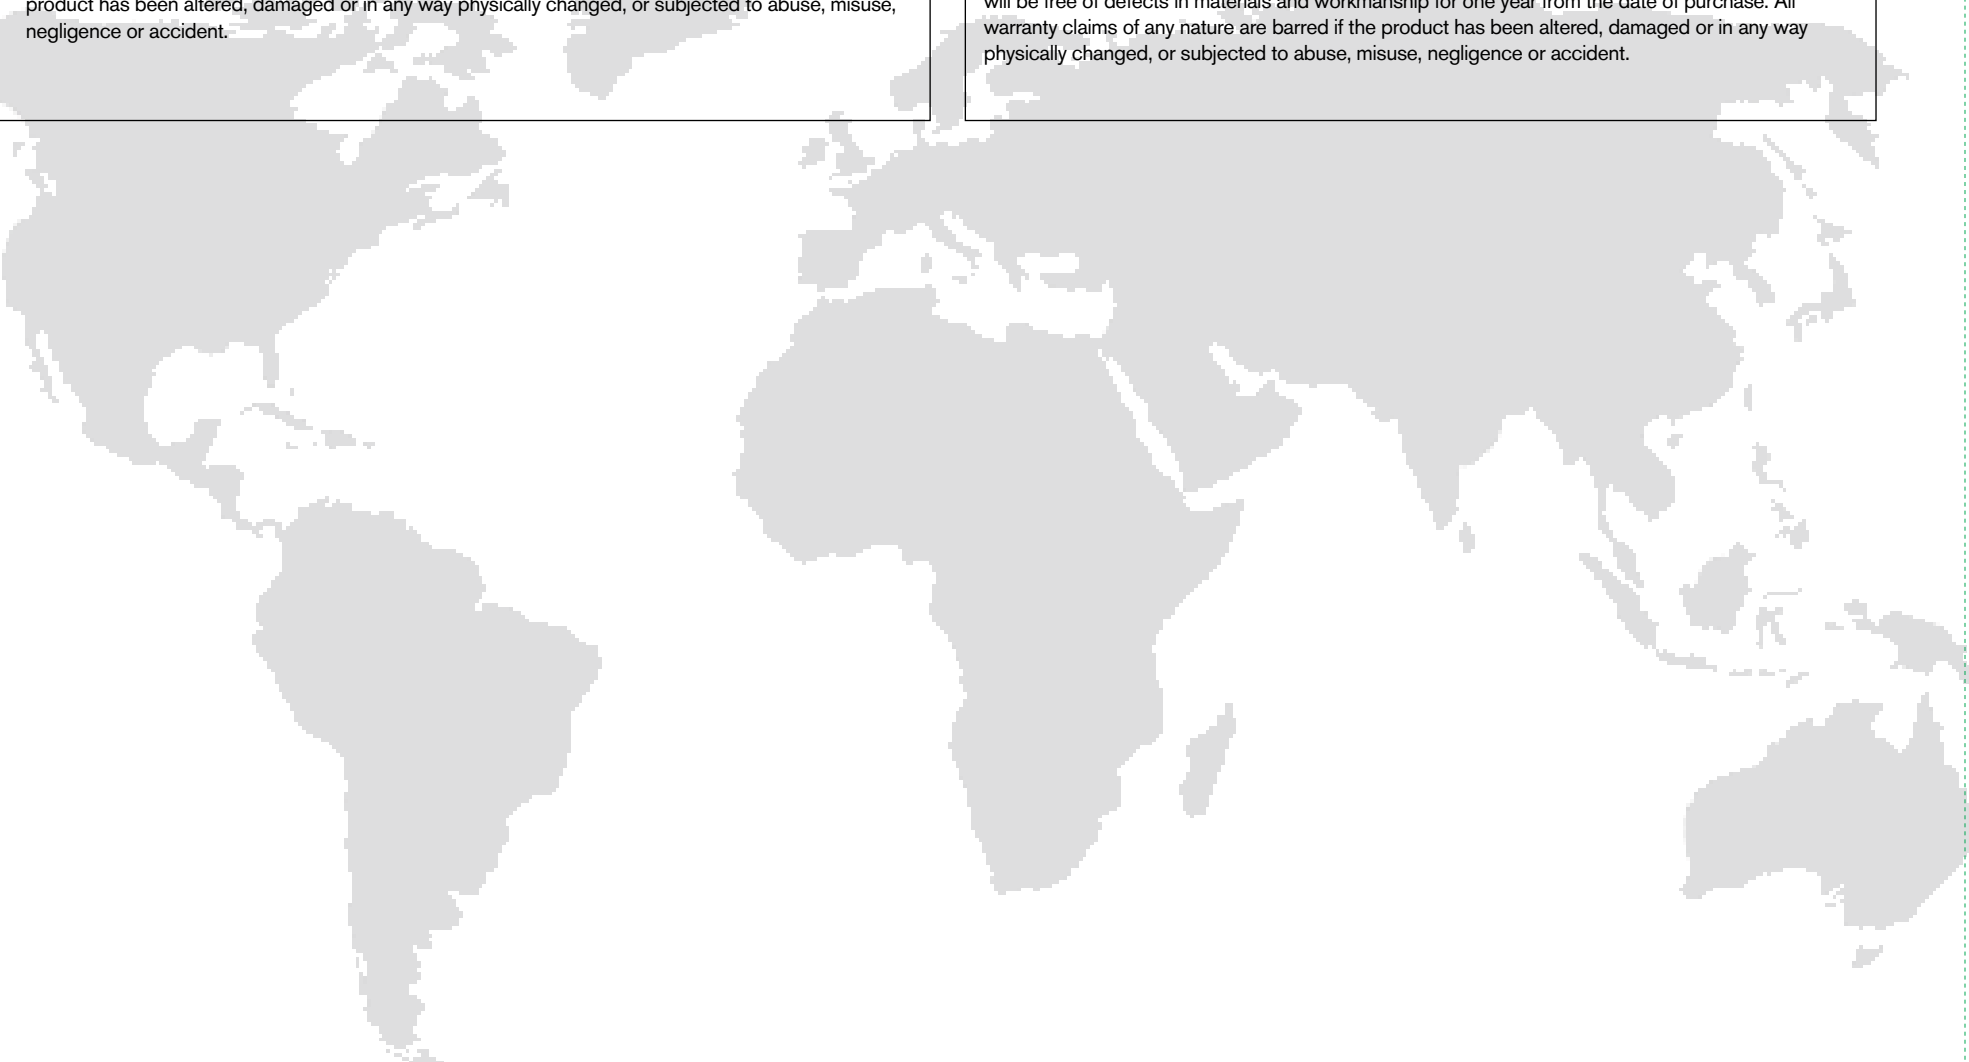 product has been altered, damaged or in any way physically changed, or subjected to abuse, misuse,
negligence or accident.
will be free of defects in materials and workmanship for one year from the date of purchase. All
warranty claims of any nature are barred if the product has been altered, damaged or in any way
physically changed, or subjected to abuse, misuse, negligence or accident.